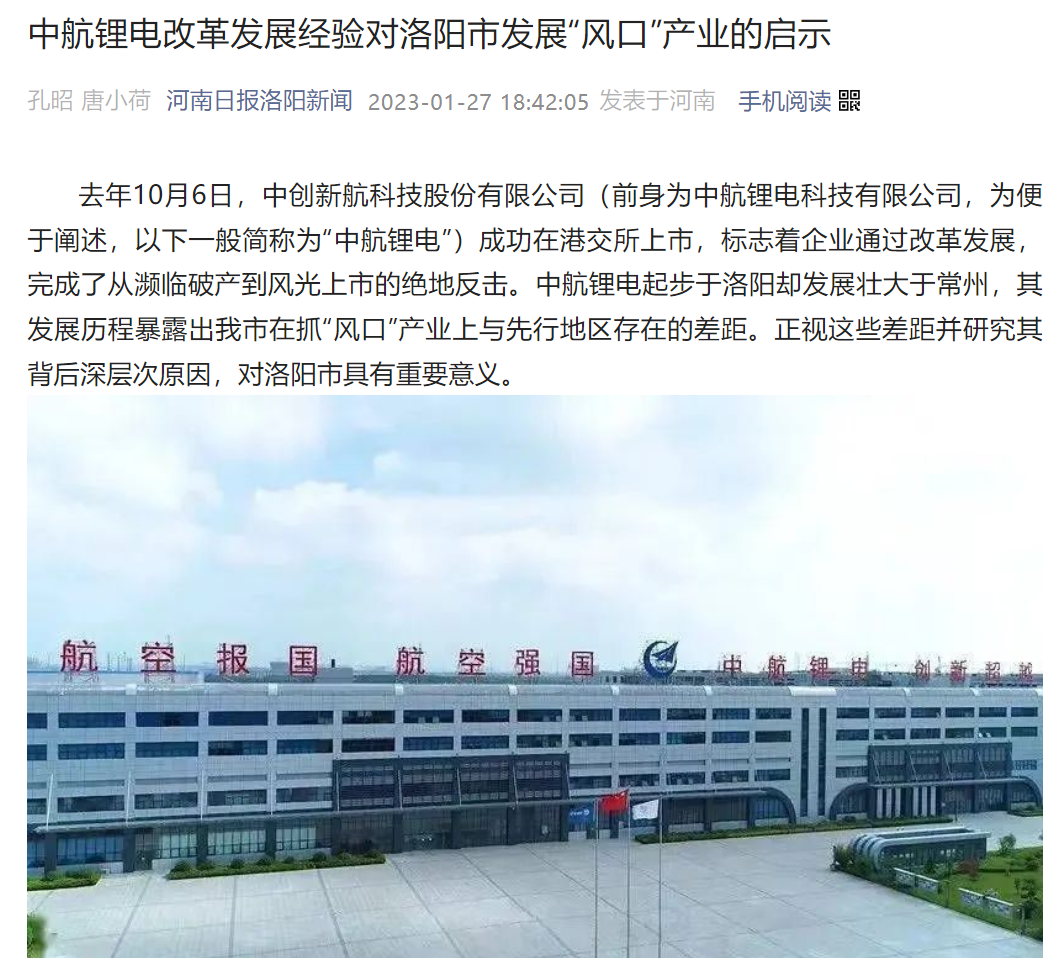 中航锂电改革发展经验对洛阳市发展“风口”产业的启示
孔昭 唐小荷 河南日报洛阳新闻 2023-01-27 18:42:05 发表于河南 手机阅读
去年10月6日，中创新航科技股份有限公司（前身为中航锂电科技有限公司，为便
于阐述，以下一般简称为“中航锂电”）成功在港交所上市，标志着企业通过改革发展，
完成了从濒临破产到风光上市的绝地反击。中航锂电起步于洛阳却发展壮大于常州，其
发展历程暴露出我市在抓“风口”产业上与先行地区存在的差距。正视这些差距并研究其
背后深层次原因，对洛阳市具有重要意义。
航空报国 航空强国 中航锂电 创新超越